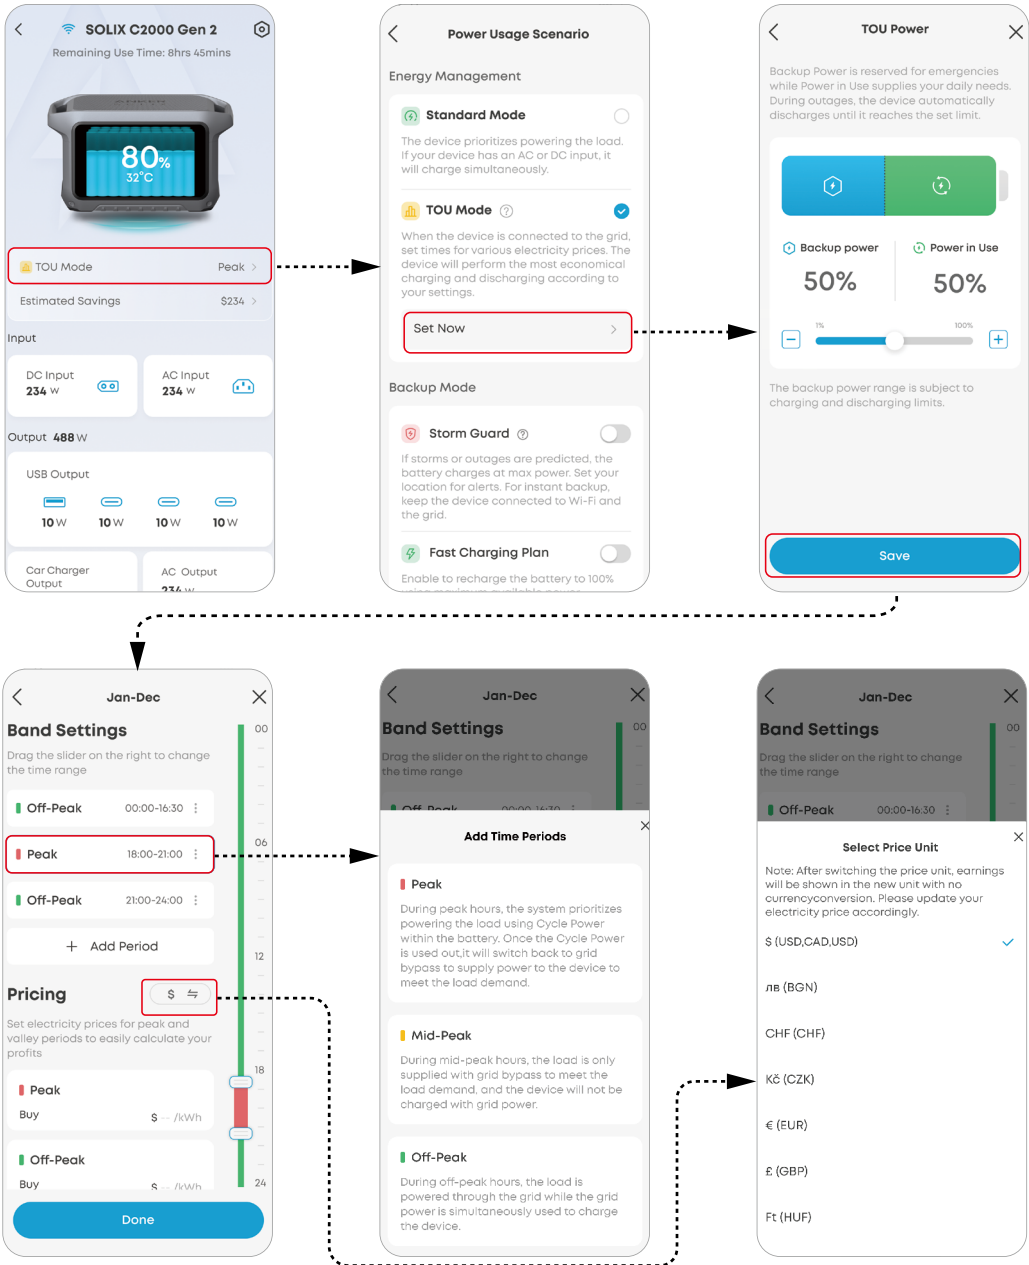 SOLIX C2000 Gen 2
Remaining Use Time: 8hrs 45mins
80%
32°C
TOU Mode
Peak
Estimated Savings
$234
Input
DC Input
234 W
AC Input
234 W
Output 488 W
USB Output
10 W
10 W
10 W
10 W
Car Charger
Output
AC Output
234 W
Power Usage Scenario
Energy Management
Standard Mode
The device prioritizes powering the load.
If your device has an AC or DC input, it
will charge simultaneously.
TOU Mode
When the device is connected to the grid,
set times for various electricity prices. The
device will perform the most economical
charging and discharging according to
your settings.
Set Now
Backup Mode
Storm Guard
If storms or outages are predicted, the
battery charges at max power. Set your
location for alerts. For instant backup,
keep the device connected to Wi-Fi and
the grid.
Fast Charging Plan
Enable to recharge the battery to 100%
using maximum available power
TOU Power
Backup Power is reserved for emergencies
while Power in Use supplies your daily needs.
During outages, the device automatically
discharges until it reaches the set limit.
Backup power
50%
Power in Use
50%
1%
100%
The backup power range is subject to
charging and discharging limits.
Save
Jan-Dec
Band Settings
Drag the slider on the right to change
the time range
Off-Peak
00:00-16:30
Peak
18:00-21:00
Off-Peak
21:00-24:00
+ Add Period
Pricing
$
Set electricity prices for peak and
valley periods to easily calculate your
profits
Peak
Buy
$ -- /kWh
Off-Peak
Buy
$ -- /kWh
00
06
12
18
24
Done
Jan-Dec
Band Settings
Drag the slider on the right to change
the time range
Off-Peak
00:00-16:30
00
Add Time Periods
Peak
During peak hours, the system prioritizes
powering the load using Cycle Power
within the battery. Once the Cycle Power
is used out,it will switch back to grid
bypass to supply power to the device to
meet the load demand.
Mid-Peak
During mid-peak hours, the load is only
supplied with grid bypass to meet the
load demand, and the device will not be
charged with grid power.
Off-Peak
During off-peak hours, the load is
powered through the grid while the grid
power is simultaneously used to charge
the device.
Jan-Dec
Band Settings
Drag the slider on the right to change
the time range
Off-Peak
00:00-16:30
00
Select Price Unit
Note: After switching the price unit, earnings
will be shown in the new unit with no
currencyconversion. Please update your
electricity price accordingly.
$ (USD,CAD,USD)
лв (BGN)
CHF (CHF)
Kč (CZK)
€ (EUR)
£ (GBP)
Ft (HUF)